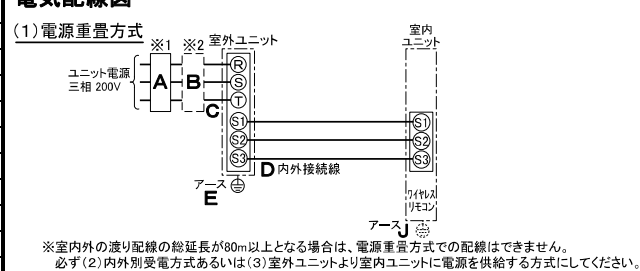 (1)電源重畳方式
※1 ※2 室外ユニット
室内
ユニット
ユニット電源
三相 200V
A B
R
S
T
C
S1
S2
S3
S1
S2
S3
D 内外接続線
アース
E
ワイヤレス
リモコン
アース J
※室内外の渡り配線の総延長が80m以上となる場合は、電源重畳方式での配線はできません。
必ず(2)内外別受電方式あるいは(3)室外ユニットより室内ユニットに電源を供給する方式にしてください。